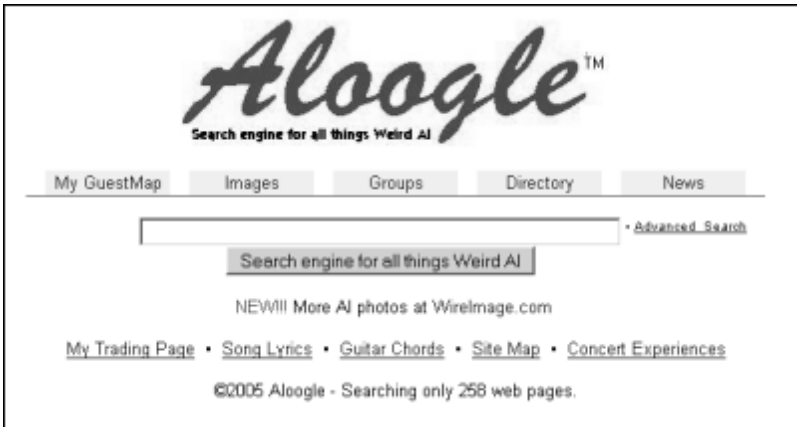 Aloogle™
Search engine for all things Weird Al
My GuestMap Images Groups Directory News
• Advanced Search
Search engine for all things Weird Al
NEW!!! More Al photos at WireImage.com
My Trading Page • Song Lyrics • Guitar Chords • Site Map • Concert Experiences
©2005 Aloogle - Searching only 258 web pages.